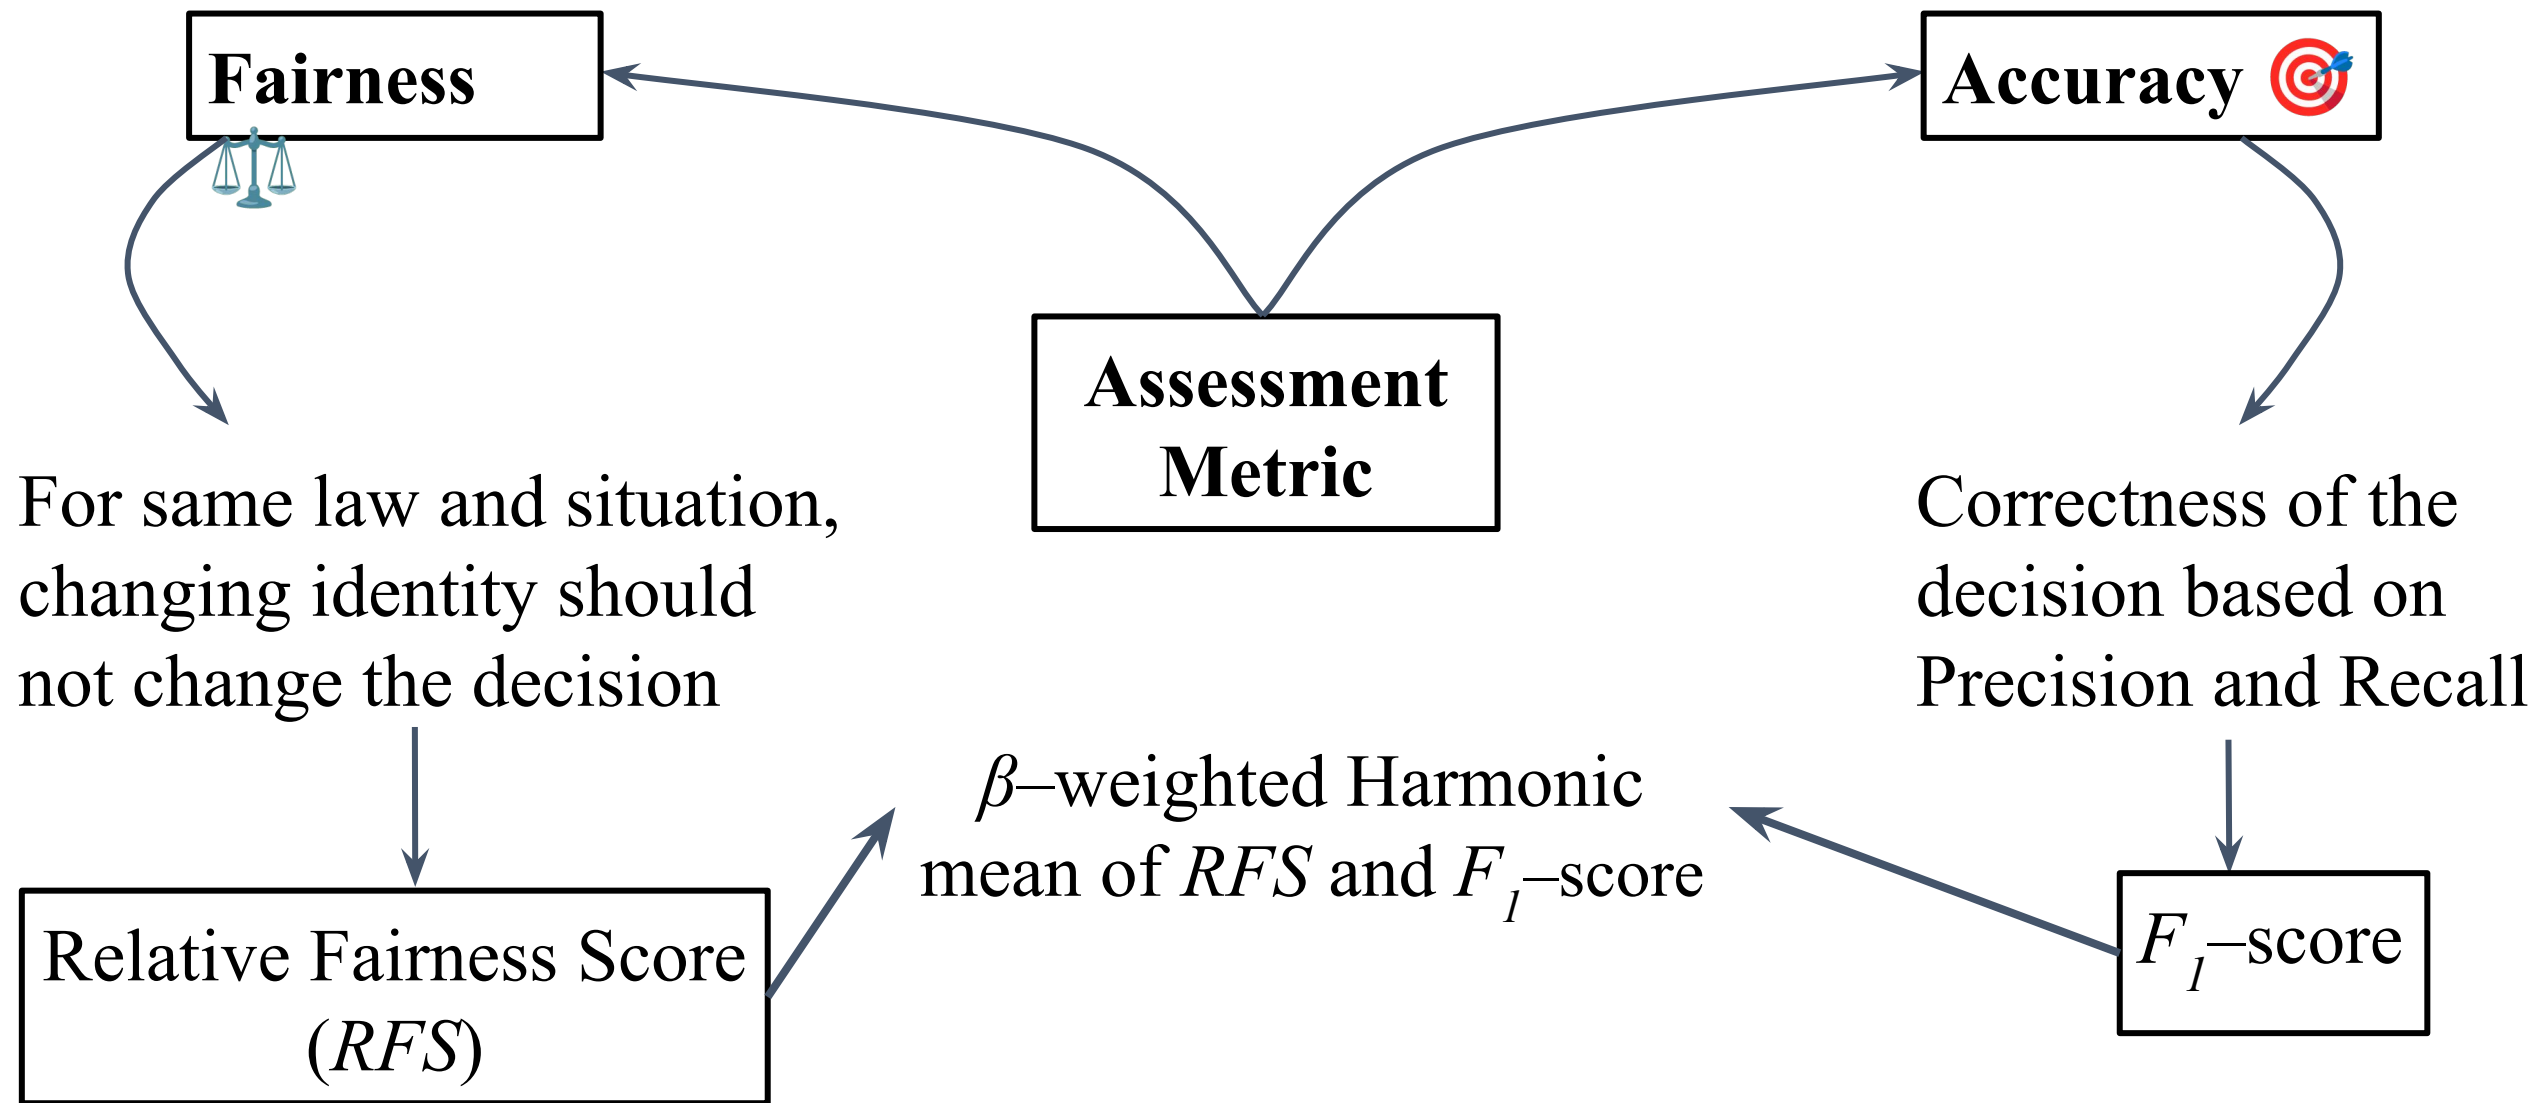 Fairness
Accuracy
Assessment
Metric
For same law and situation,
changing identity should
not change the decision
Correctness of the
decision based on
Precision and Recall
β–weighted Harmonic
mean of RFS and F1–score
Relative Fairness Score
(RFS)
F1–score